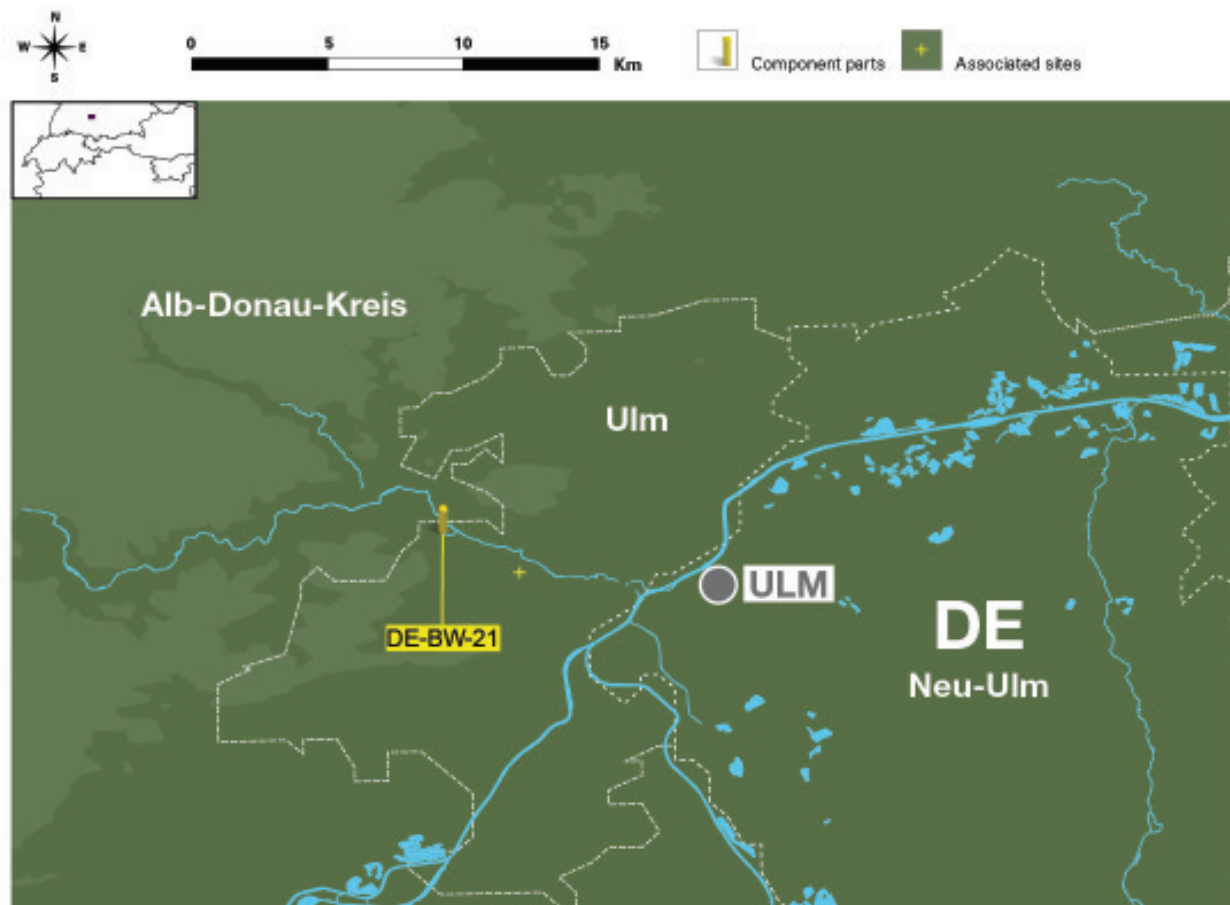 N
W E
S
0 5 10 15
Km
Component parts
Associated sites
Alb-Donau-Kreis
Ulm
ULM
DE-BW-21
DE
Neu-Ulm